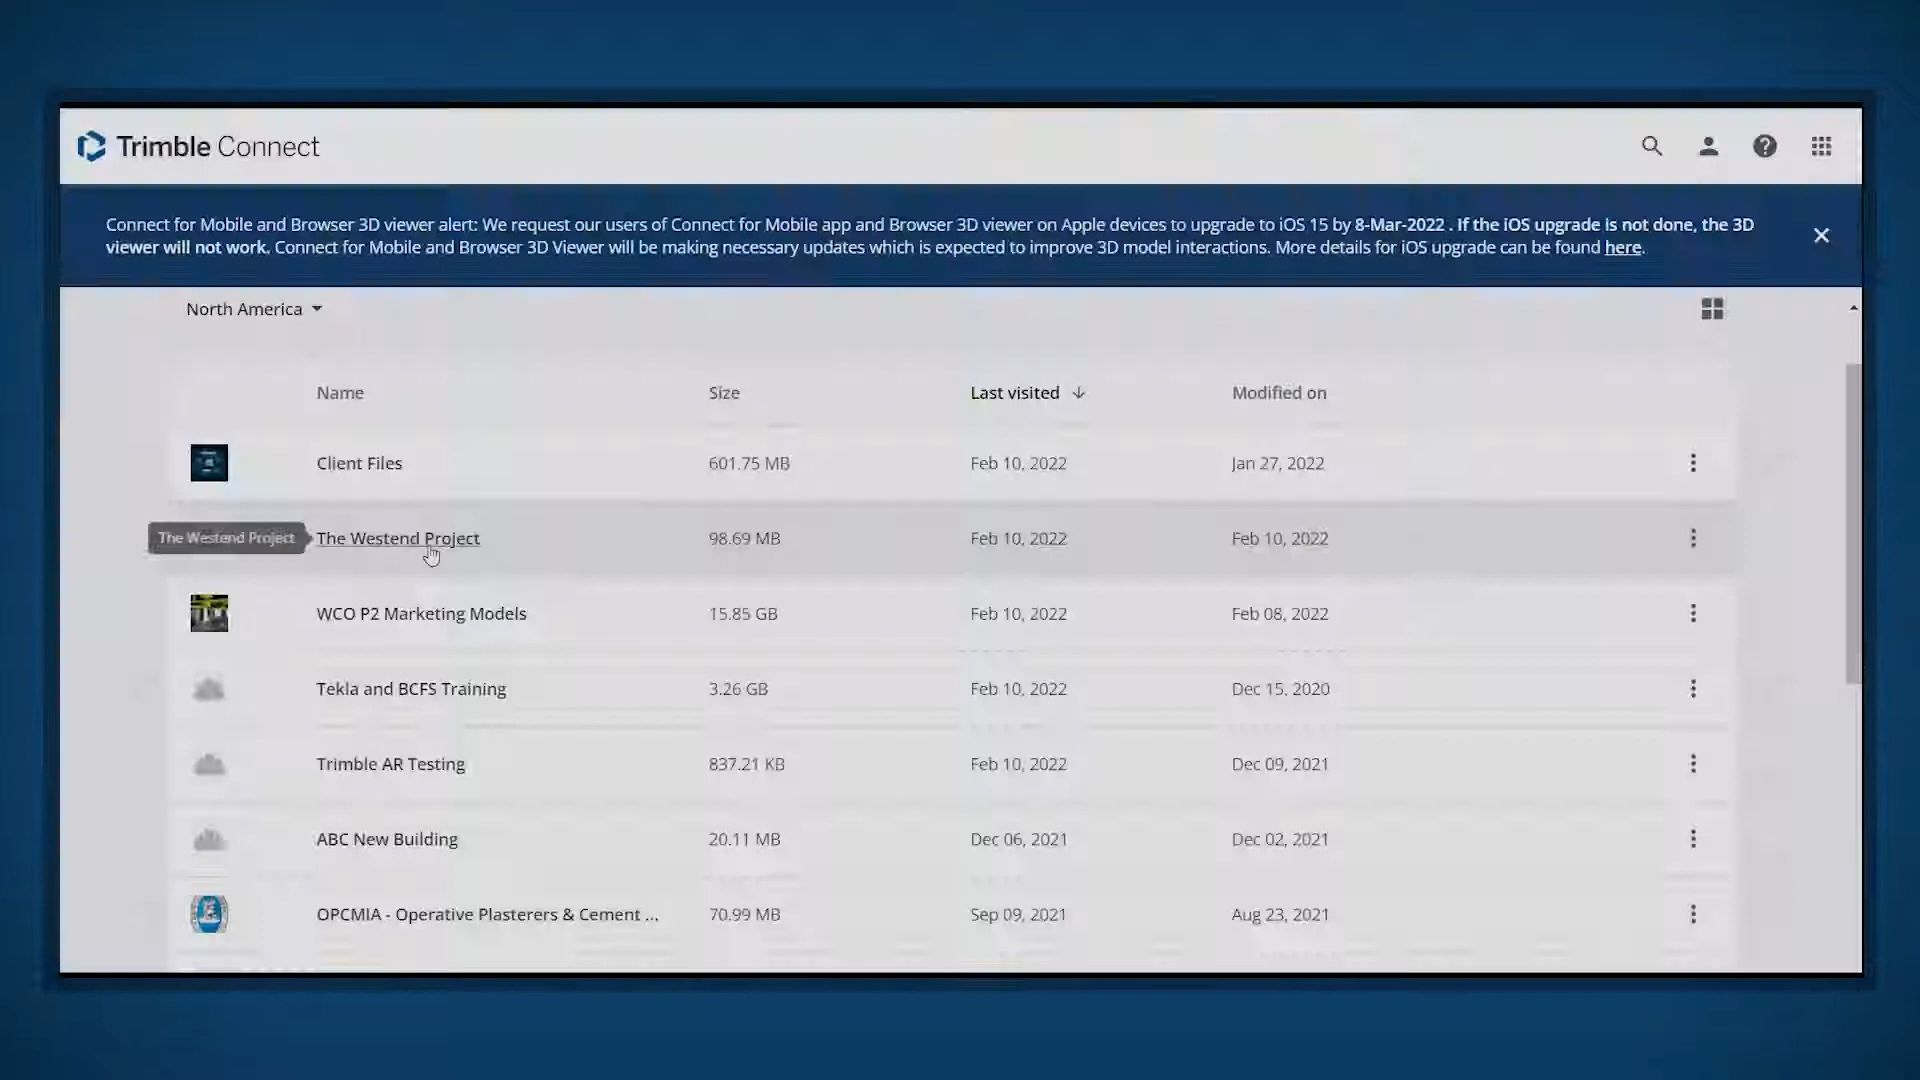 Trimble Connect
Connect for Mobile and Browser 3D viewer alert: We request our users of Connect for Mobile app and Browser 3D viewer on Apple devices to upgrade to iOS 15 by 8-Mar-2022 . If the iOS upgrade is not done, the 3D
viewer will not work. Connect for Mobile and Browser 3D Viewer will be making necessary updates which is expected to improve 3D model interactions. More details for iOS upgrade can be found here.
North America
Name Size Last visited Modified on
Client Files 601.75 MB Feb 10, 2022 Jan 27, 2022
The Westend Project The Westend Project 98.69 MB Feb 10, 2022 Feb 10, 2022
WCO P2 Marketing Models 15.85 GB Feb 10, 2022 Feb 08, 2022
Tekla and BCFS Training 3.26 GB Feb 10, 2022 Dec 15, 2020
Trimble AR Testing 837.21 KB Feb 10, 2022 Dec 09, 2021
ABC New Building 20.11 MB Dec 06, 2021 Dec 02, 2021
OPCMIA - Operative Plasterers & Cement ... 70.99 MB Sep 09, 2021 Aug 23, 2021